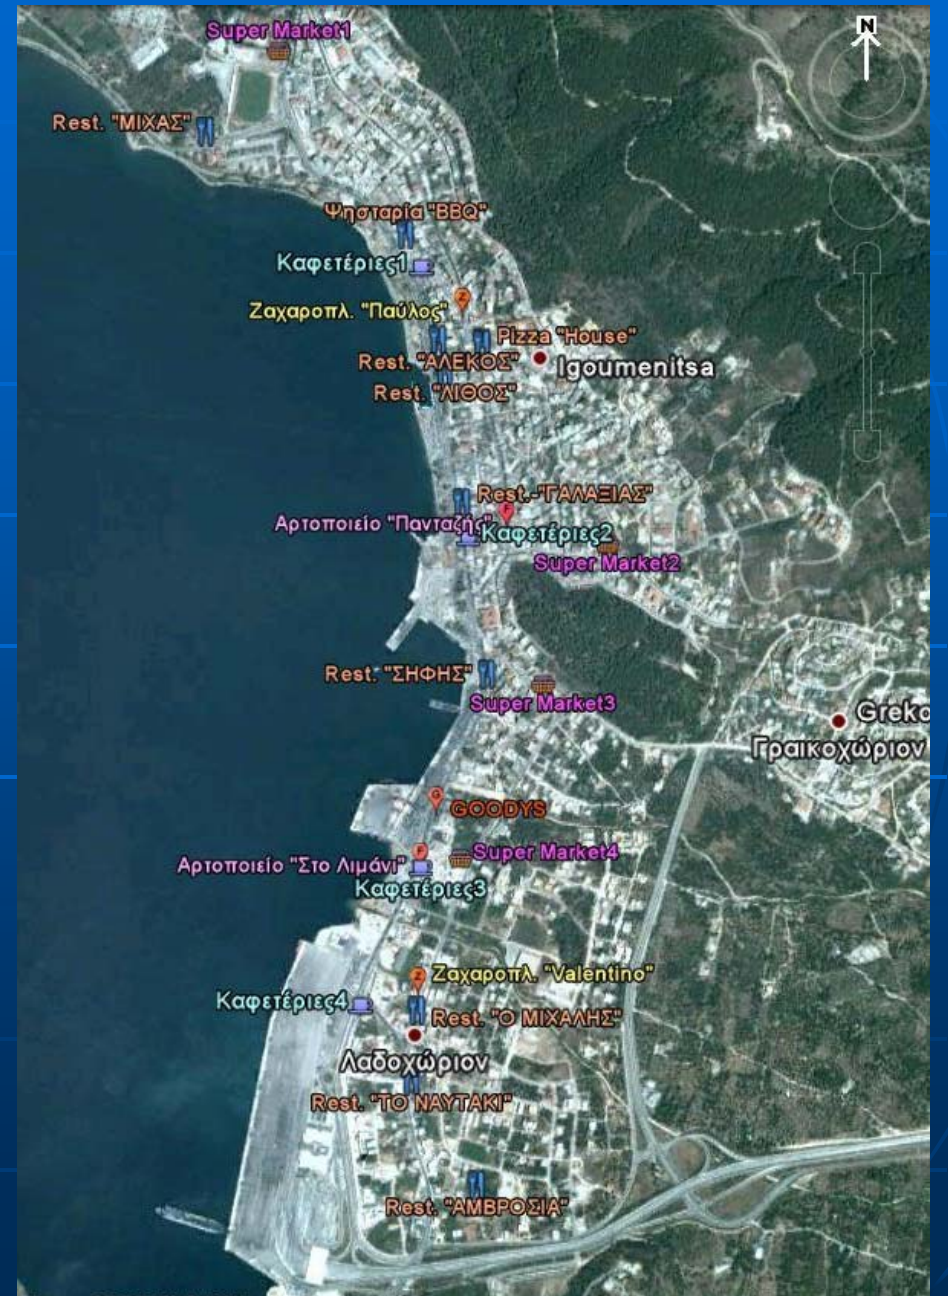 Super Market1
N
Rest. "ΜΙΧΑΣ"
Ψησταρία "BBQ"
Καφετέριες1
Ζαχαροπλ. "Παύλος"
Z
Pizza "House"
Rest. "ΑΛΕΚΟΣ"
Igoumenitsa
Rest. "ΛΙΘΟΣ"
Rest.-"ΓΑΛΑΞΙΑΣ"
F
Αρτοποιείο "Πανταζής"
Καφετέριες2
Super Market2
Rest. "ΣΗΦΗΣ"
Super Market3
Greko
Γραικοχώριον
G
GOODYS
F
Super Market4
Αρτοποιείο "Στο Λιμάνι"
Καφετέριες3
Z
Ζαχαροπλ. "Valentino"
Καφετέριες4
Rest. "Ο ΜΙΧΑΛΗΣ"
Λαδοχώριον
Rest. "ΤΟ ΝΑΥΤΑΚΙ"
Rest. "ΑΜΒΡΟΣΙΑ"